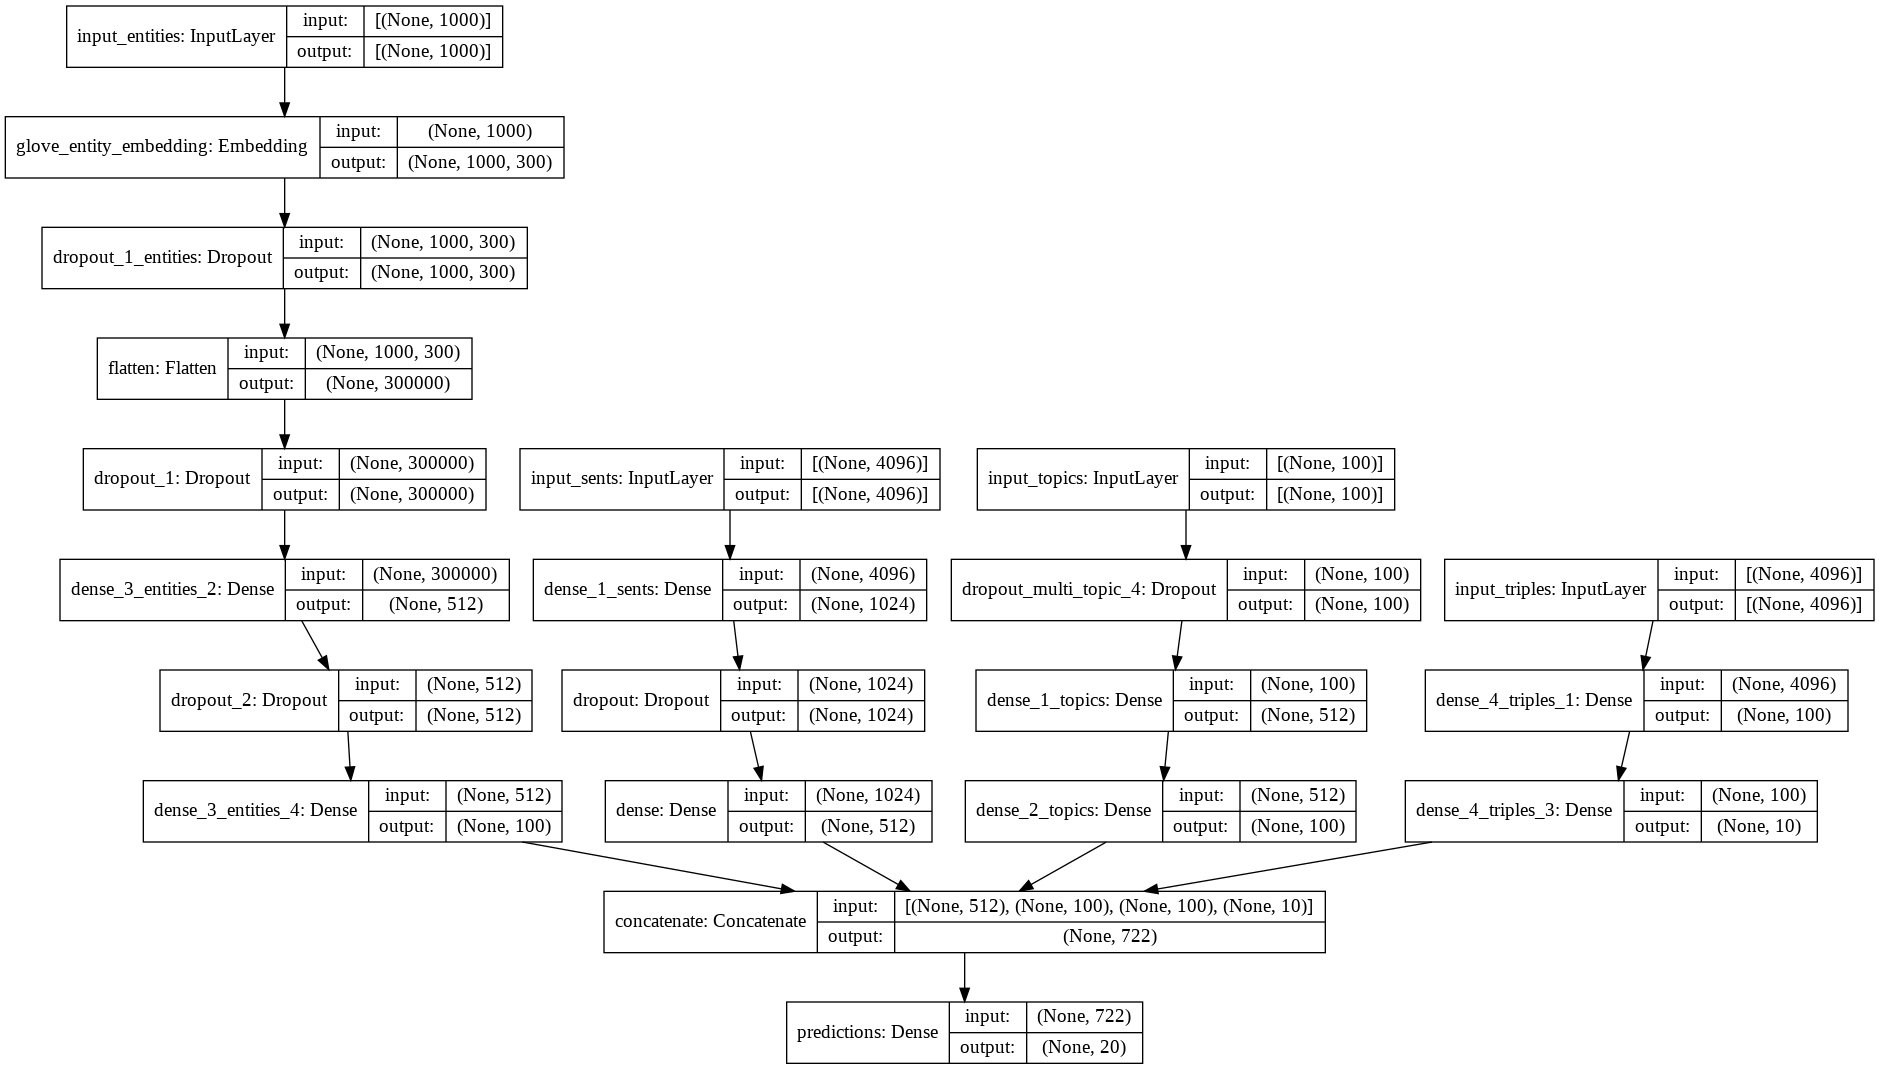 input_entities: InputLayer
input:
[(None, 1000)]
output:
[(None, 1000)]
glove_entity_embedding: Embedding
input:
(None, 1000)
output:
(None, 1000, 300)
dropout_1_entities: Dropout
input:
(None, 1000, 300)
output:
(None, 1000, 300)
flatten: Flatten
input:
(None, 1000, 300)
output:
(None, 300000)
dropout_1: Dropout
input:
(None, 300000)
output:
(None, 300000)
input_sents: InputLayer
input:
[(None, 4096)]
output:
[(None, 4096)]
input_topics: InputLayer
input:
[(None, 100)]
output:
[(None, 100)]
dense_3_entities_2: Dense
input:
(None, 300000)
output:
(None, 512)
dense_1_sents: Dense
input:
(None, 4096)
output:
(None, 1024)
dropout_multi_topic_4: Dropout
input:
(None, 100)
output:
(None, 100)
input_triples: InputLayer
input:
[(None, 4096)]
output:
[(None, 4096)]
dropout_2: Dropout
input:
(None, 512)
output:
(None, 512)
dropout: Dropout
input:
(None, 1024)
output:
(None, 1024)
dense_1_topics: Dense
input:
(None, 100)
output:
(None, 512)
dense_4_triples_1: Dense
input:
(None, 4096)
output:
(None, 100)
dense_3_entities_4: Dense
input:
(None, 512)
output:
(None, 100)
dense: Dense
input:
(None, 1024)
output:
(None, 512)
dense_2_topics: Dense
input:
(None, 512)
output:
(None, 100)
dense_4_triples_3: Dense
input:
(None, 100)
output:
(None, 10)
concatenate: Concatenate
input:
[(None, 512), (None, 100), (None, 100), (None, 10)]
output:
(None, 722)
predictions: Dense
input:
(None, 722)
output:
(None, 20)